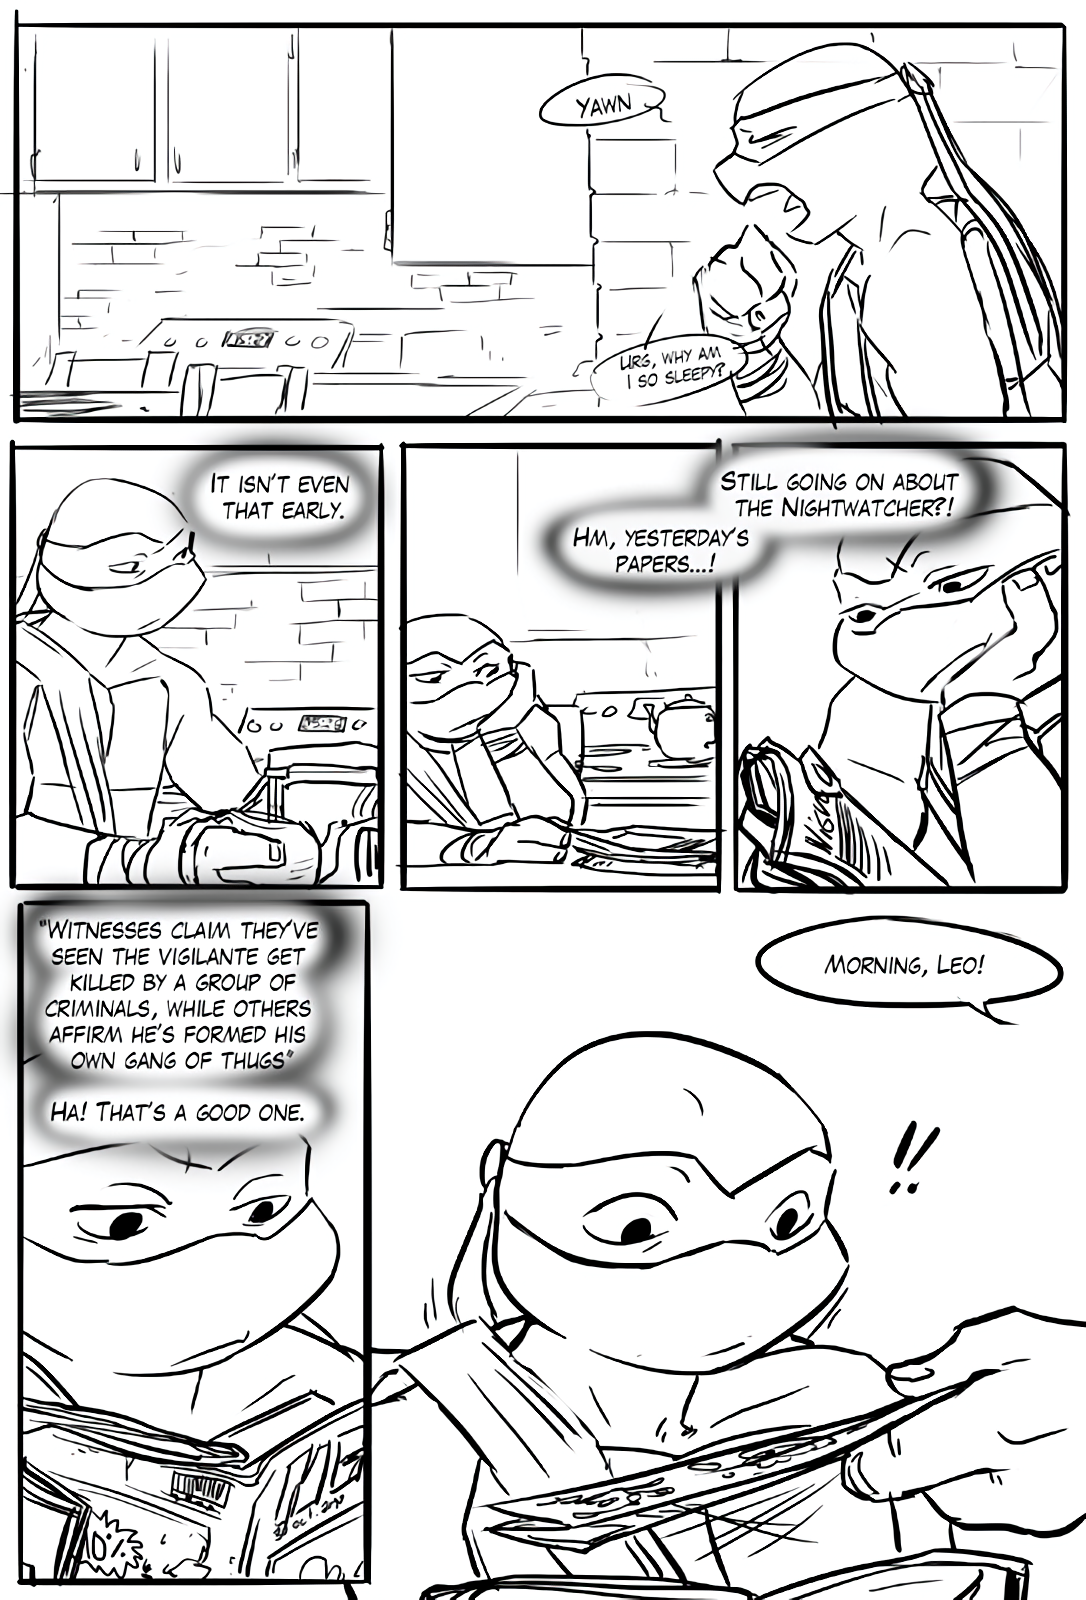 YAWN
URG, WHY AM
I SO SLEEPY?
IT ISN'T EVEN
THAT EARLY.
HM, YESTERDAY'S
PAPERS...!
STILL GOING ON ABOUT
THE NIGHTWATCHER?!
"WITNESSES CLAIM THEY'VE
SEEN THE VIGILANTE GET
KILLED BY A GROUP OF
CRIMINALS, WHILE OTHERS
AFFIRM HE'S FORMED HIS
OWN GANG OF THUGS"
HA! THAT'S A GOOD ONE.
10%
MORNING, LEO!
!!